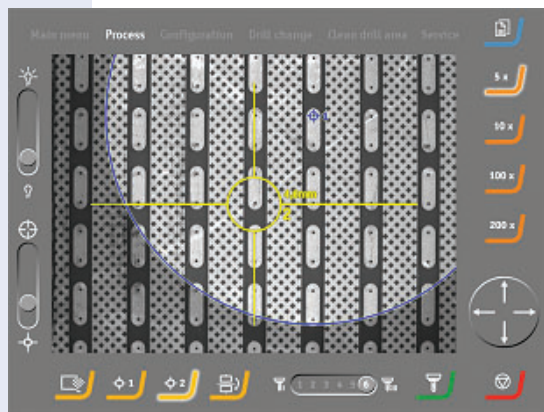 Main menu Process Configuration Drill change Clean drill area Service
5 x
10 x
100 x
200 x
1
2
1 2 3 4 5 6